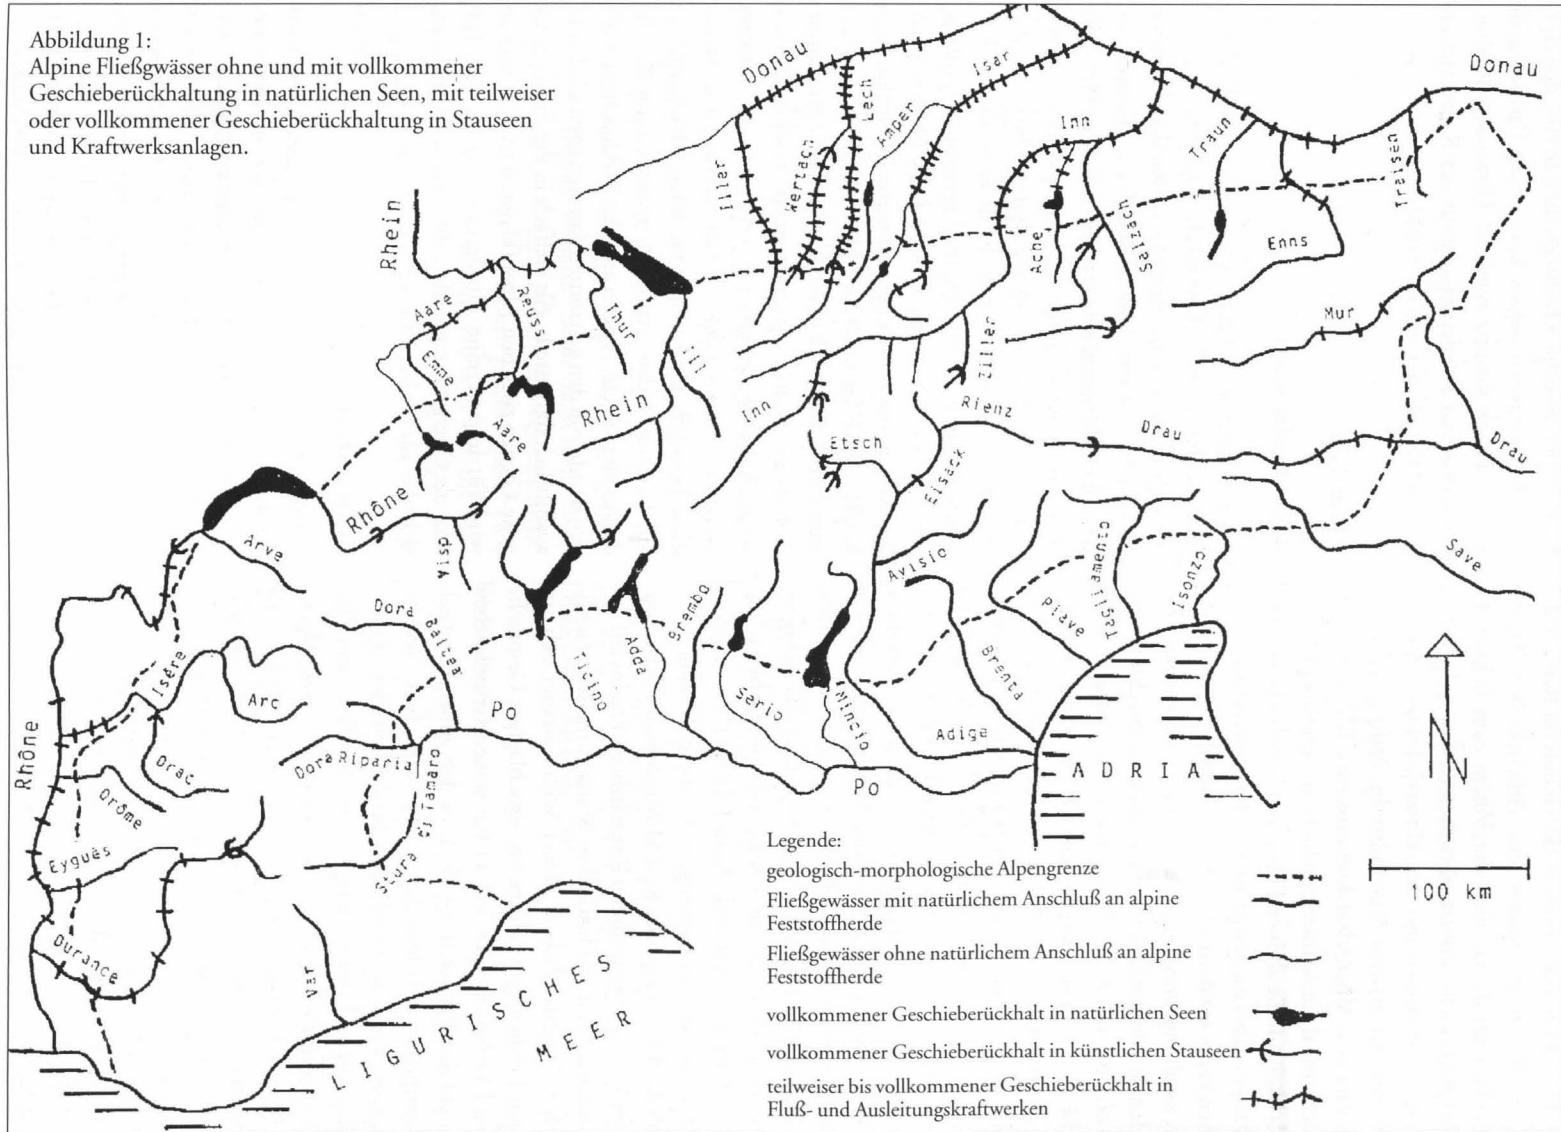 Abbildung 1:
Alpine Fließgwässer ohne und mit vollkommener
Geschieberückhaltung in natürlichen Seen, mit teilweiser
oder vollkommener Geschieberückhaltung in Stauseen
und Kraftwerksanlagen.
Donau
Donau
Lech
Isar
Amper
Inn
Traun
Traisen
Iller
Wertach
Rhein
Ache
Salzach
Enns
Aare
Reuss
Thur
Mur
Emme
Ill
Ziller
Rhein
Inn
Rienz
Aare
Etsch
Drau
Drau
Eisack
Rhône
Arve
Visp
Avisio
Tagliamento
Isonzo
Save
Dora
Baltea
Brembo
Piave
Isére
Adda
Ticino
Brenta
Arc
Serio
Mincio
Po
Rhône
Adige
Drac
Dora Riparia
ADRIA
Po
Drôme
Stura di Tamaro
Eygues
Durance
Var
LIGURISCHES
MEER
N
100 km
Legende:
geologisch-morphologische Alpengrenze
Fließgewässer mit natürlichem Anschluß an alpine
Feststoffherde
Fließgewässer ohne natürlichem Anschluß an alpine
Feststoffherde
vollkommener Geschieberückhalt in natürlichen Seen
vollkommener Geschieberückhalt in künstlichen Stauseen
teilweiser bis vollkommener Geschieberückhalt in
Fluß- und Ausleitungskraftwerken